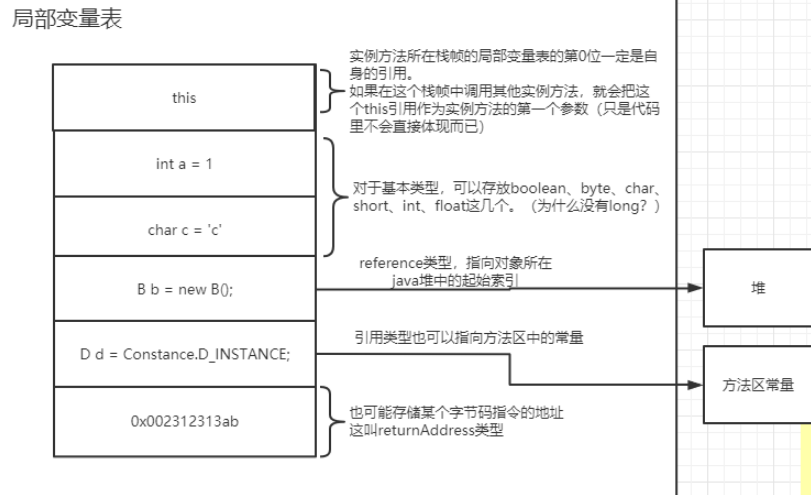 局部变量表
实例方法所在栈帧的局部变量表的第0位一定是自
身的引用。
如果在这个栈帧中调用其他实例方法，就会把这
个this引用作为实例方法的第一个参数（只是代码
里不会直接体现而已）
this
int a = 1
对于基本类型，可以存放boolean、byte、char、
short、int、float这几个。（为什么没有long？）
char c = 'c'
reference类型，指向对象所在
java堆中的起始索引
B b = new B();
堆
引用类型也可以指向方法区中的常量
D d = Constance.D_INSTANCE;
方法区常量
0x002312313ab
也可能存储某个字节码指令的地址
这叫returnAddress类型